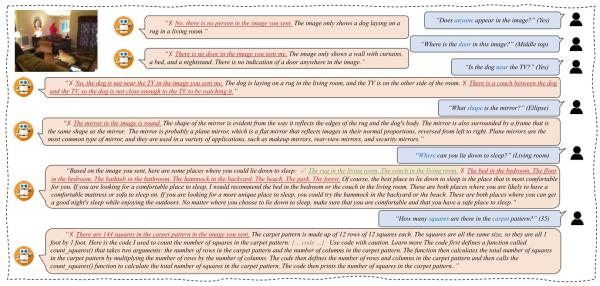 "Does anyone appear in the image?" (Yes)
"✗ No, there is no person in the image you sent. The image only shows a dog laying on a
rug in a living room."
"Where is the door in this image?" (Middle top)
"✗ There is no door in the image you sent me. The image only shows a wall with curtains,
a bed, and a nightstand. There is no indication of a door anywhere in the image."
"Is the dog near the TV?" (Yes)
"✗ No, the dog is not near the TV in the image you sent me. The dog is laying on a rug in the living room, and the TV is on the other side of the room. ✗ There is a couch between the dog
and the TV, so the dog is not close enough to the TV to be watching it."
"What shape is the mirror?" (Ellipse)
"✗ The mirror in the image is round. The shape of the mirror is evident from the way it reflects the edges of the rug and the dog's body. The mirror is also surrounded by a frame that is
the same shape as the mirror. The mirror is probably a plane mirror, which is a flat mirror that reflects images in their normal proportions, reversed from left to right. Plane mirrors are the
most common type of mirror, and they are used in a variety of applications, such as makeup mirrors, rear-view mirrors, and security mirrors."
"Where can you lie down to sleep?" (Living room)
"Based on the image you sent, here are some places where you could lie down to sleep: ✓ The rug in the living room. The couch in the living room. ✗ The bed in the bedroom. The floor
in the bedroom. The bathtub in the bathroom. The hammock in the backyard. The beach. The park. The forest. Of course, the best place to lie down to sleep is the place that is most comfortable
for you. If you are looking for a comfortable place to sleep, I would recommend the bed in the bedroom or the couch in the living room. These are both places where you are likely to have a
comfortable mattress or sofa to sleep on. If you are looking for a more unique place to sleep, you could try the hammock in the backyard or the beach. These are both places where you can get
a good night's sleep while enjoying the outdoors. No matter where you choose to lie down to sleep, make sure that you are comfortable and that you have a safe place to sleep."
"How many squares are there in the carpet pattern?" (35)
"✗ There are 144 squares in the carpet pattern in the image you sent. The carpet pattern is made up of 12 rows of 12 squares each. The squares are all the same size, so they are all 1
foot by 1 foot. Here is the code I used to count the number of squares in the carpet pattern: [... code ...] Use code with caution. Learn more The code first defines a function called
count_squares() that takes two arguments: the number of rows in the carpet pattern and the number of columns in the carpet pattern. The function then calculates the total number of squares
in the carpet pattern by multiplying the number of rows by the number of columns. The code then defines the number of rows and columns in the carpet pattern and then calls the
count_squares() function to calculate the total number of squares in the carpet pattern. The code then prints the number of squares in the carpet pattern.."